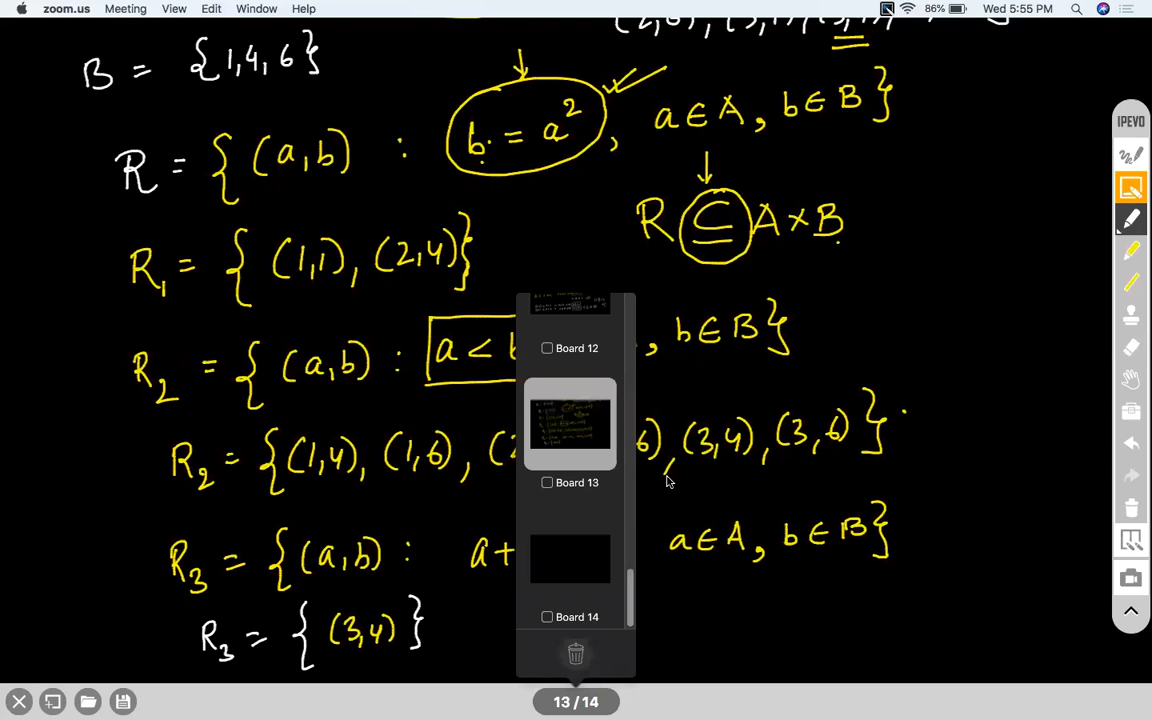 zoom.us Meeting View Edit Window Help 86% Wed 5:55 PM
B = {1,4,6}
R = {(a,b) : b = a², a∈A, b∈B}
R ⊆ A×B
R₁ = {(1,1), (2,4)}
R₂ = {(a,b) : a < b, b∈B}
R₂ = {(1,4), (1,6), (2 6), (3,4), (3,6)}.
R₃ = {(a,b) : a+ a∈A, b∈B}
R₃ = {(3,4)}
IPEVO
Board 12
Board 13
Board 14
13/14